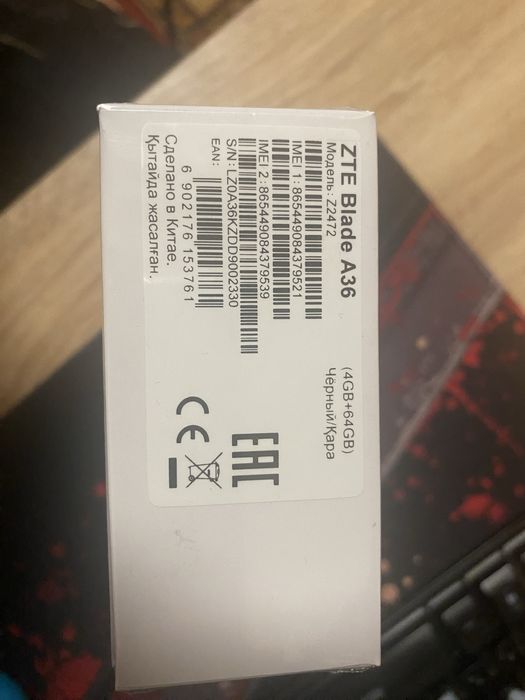 ZTE Blade A36
(4GB+64GB)
Модель: Z2472
Чёрный/Қара
IMEI 1: 865449084379521
IMEI 2: 865449084379539
S/N: LZ0A36KZDD9002330
EAN:
6 902176 153761
Сделано в Китае.
Қытайда жасалған.
EAC
CE